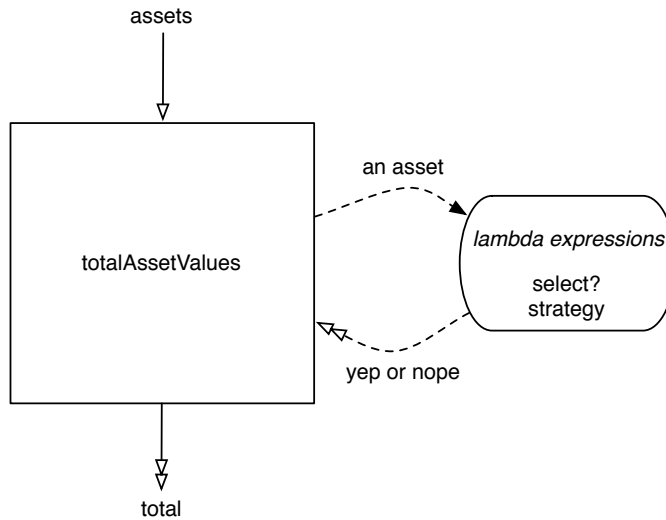 assets
an asset
lambda expressions
totalAssetValues
select?
strategy
yep or nope
total